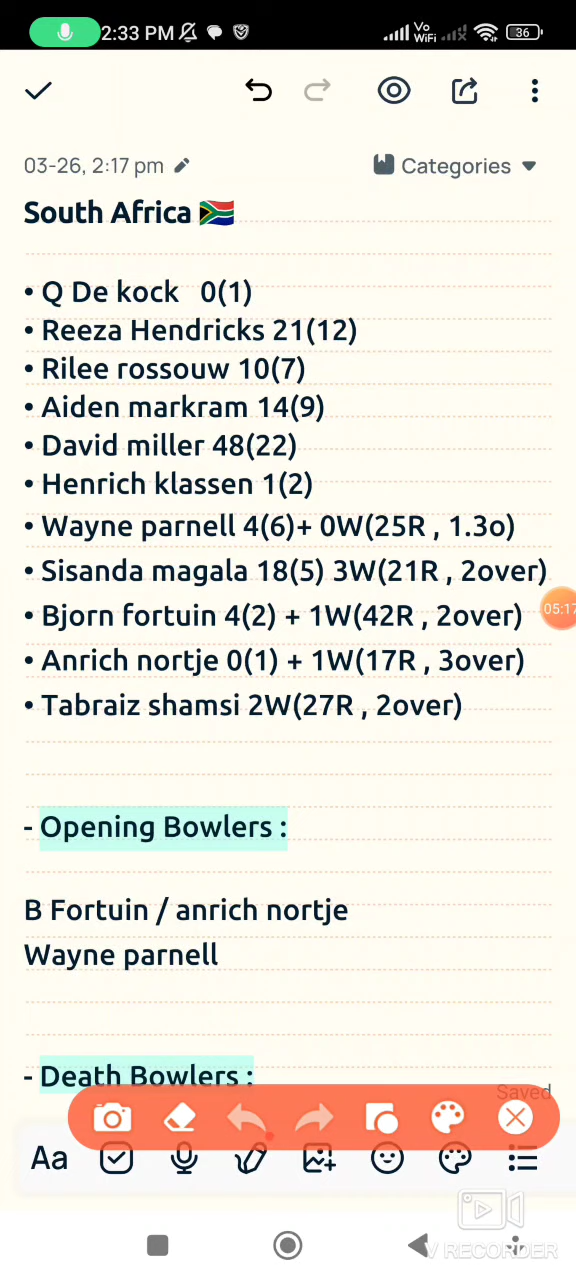 2:33 PM Vo WiFi 36
03-26, 2:17 pm Categories
South Africa 🇿🇦
• Q De kock 0(1)
• Reeza Hendricks 21(12)
• Rilee rossouw 10(7)
• Aiden markram 14(9)
• David miller 48(22)
• Henrich klassen 1(2)
• Wayne parnell 4(6)+ 0W(25R , 1.3o)
• Sisanda magala 18(5) 3W(21R , 2over)
• Bjorn fortuin 4(2) + 1W(42R , 2over)
05:17
• Anrich nortje 0(1) + 1W(17R , 3over)
• Tabraiz shamsi 2W(27R , 2over)
- Opening Bowlers :
B Fortuin / anrich nortje
Wayne parnell
- Death Bowlers :
Saved
Aa
V RECORDER